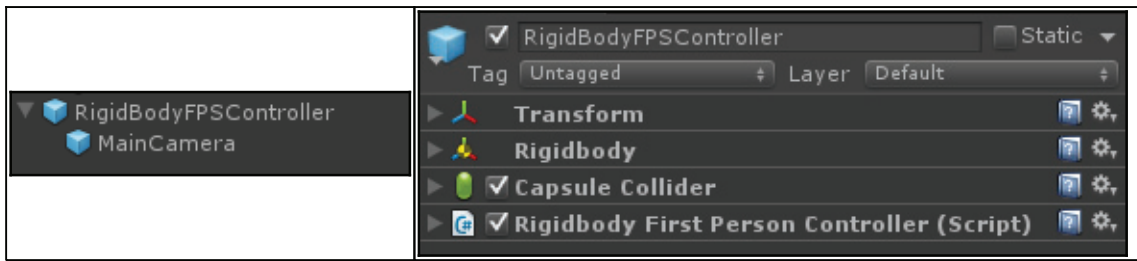 RigidBodyFPSController
MainCamera
RigidBodyFPSController Static
Tag Untagged Layer Default
Transform
Rigidbody
Capsule Collider
C# Rigidbody First Person Controller (Script)